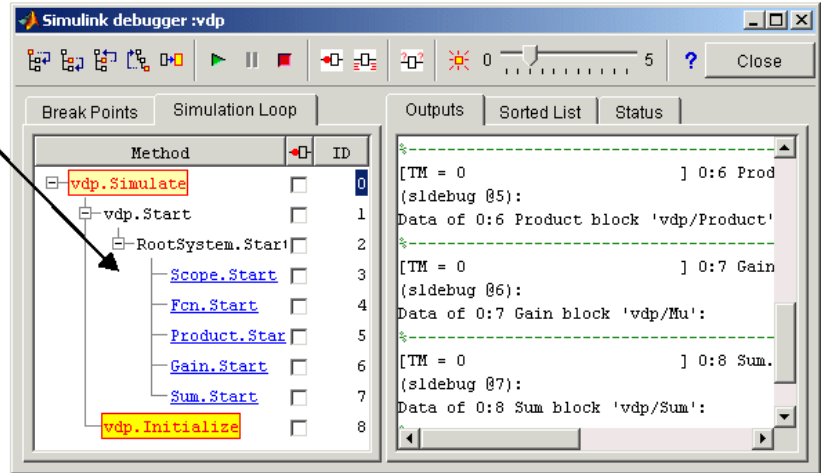 Simulink debugger :vdp
0 5 ? Close
Break Points Simulation Loop
Method ID
vdp.Simulate 0
vdp.Start 1
RootSystem.Star 2
Scope.Start 3
Fcn.Start 4
Product.Star 5
Gain.Start 6
Sum.Start 7
vdp.Initialize 8
Outputs Sorted List Status
%----------------------------------------
[TM = 0 ] 0:6 Prod
(sldebug @5):
Data of 0:6 Product block 'vdp/Product'
%----------------------------------------
[TM = 0 ] 0:7 Gain
(sldebug @6):
Data of 0:7 Gain block 'vdp/Mu':
%----------------------------------------
[TM = 0 ] 0:8 Sum.
(sldebug @7):
Data of 0:8 Sum block 'vdp/Sum':